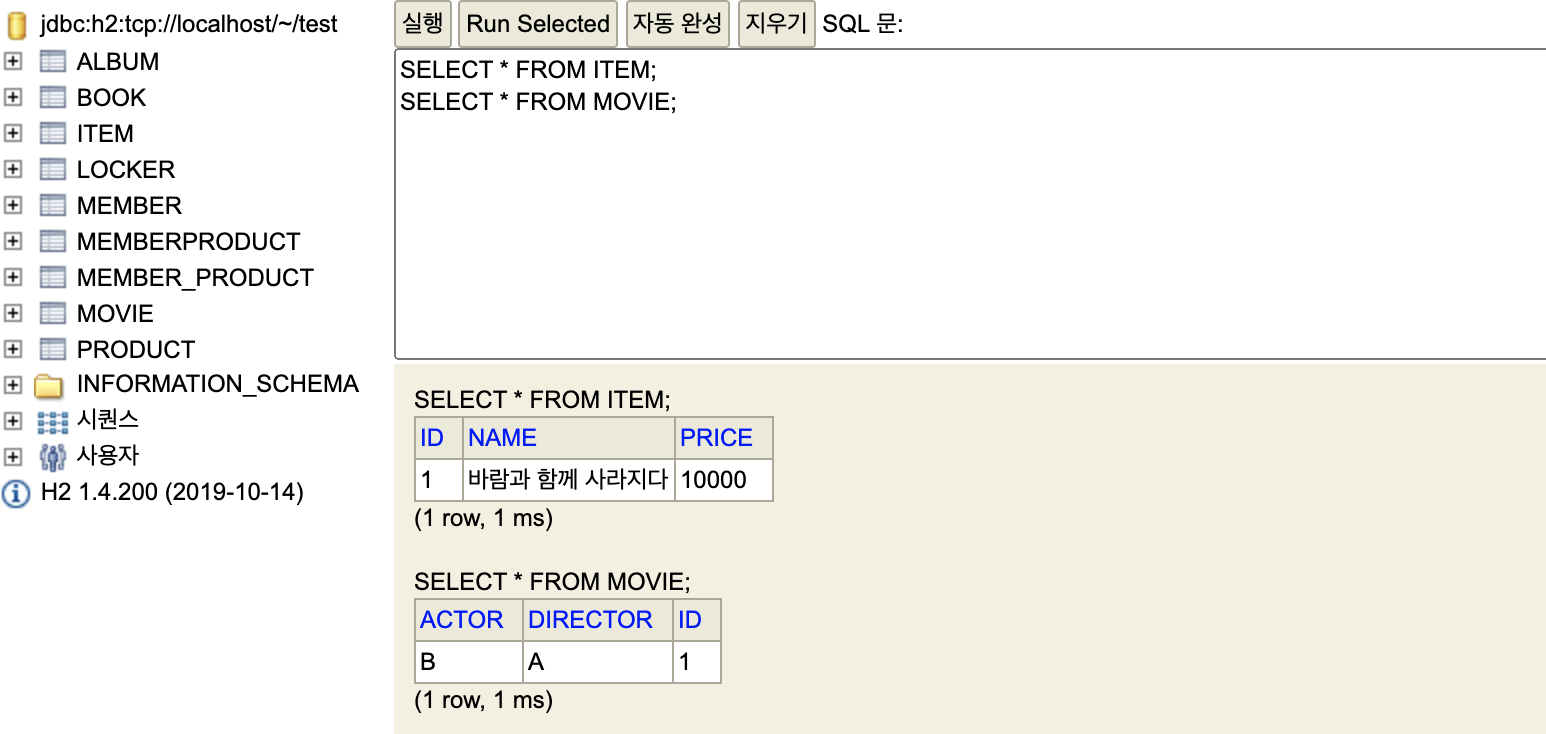 jdbc:h2:tcp://localhost/~/test
ALBUM
BOOK
ITEM
LOCKER
MEMBER
MEMBERPRODUCT
MEMBER_PRODUCT
MOVIE
PRODUCT
INFORMATION_SCHEMA
시퀀스
사용자
H2 1.4.200 (2019-10-14)
실행 Run Selected 자동 완성 지우기 SQL 문:
SELECT * FROM ITEM;
SELECT * FROM MOVIE;
SELECT * FROM ITEM;
ID NAME PRICE
1 바람과 함께 사라지다 10000
(1 row, 1 ms)
SELECT * FROM MOVIE;
ACTOR DIRECTOR ID
B A 1
(1 row, 1 ms)